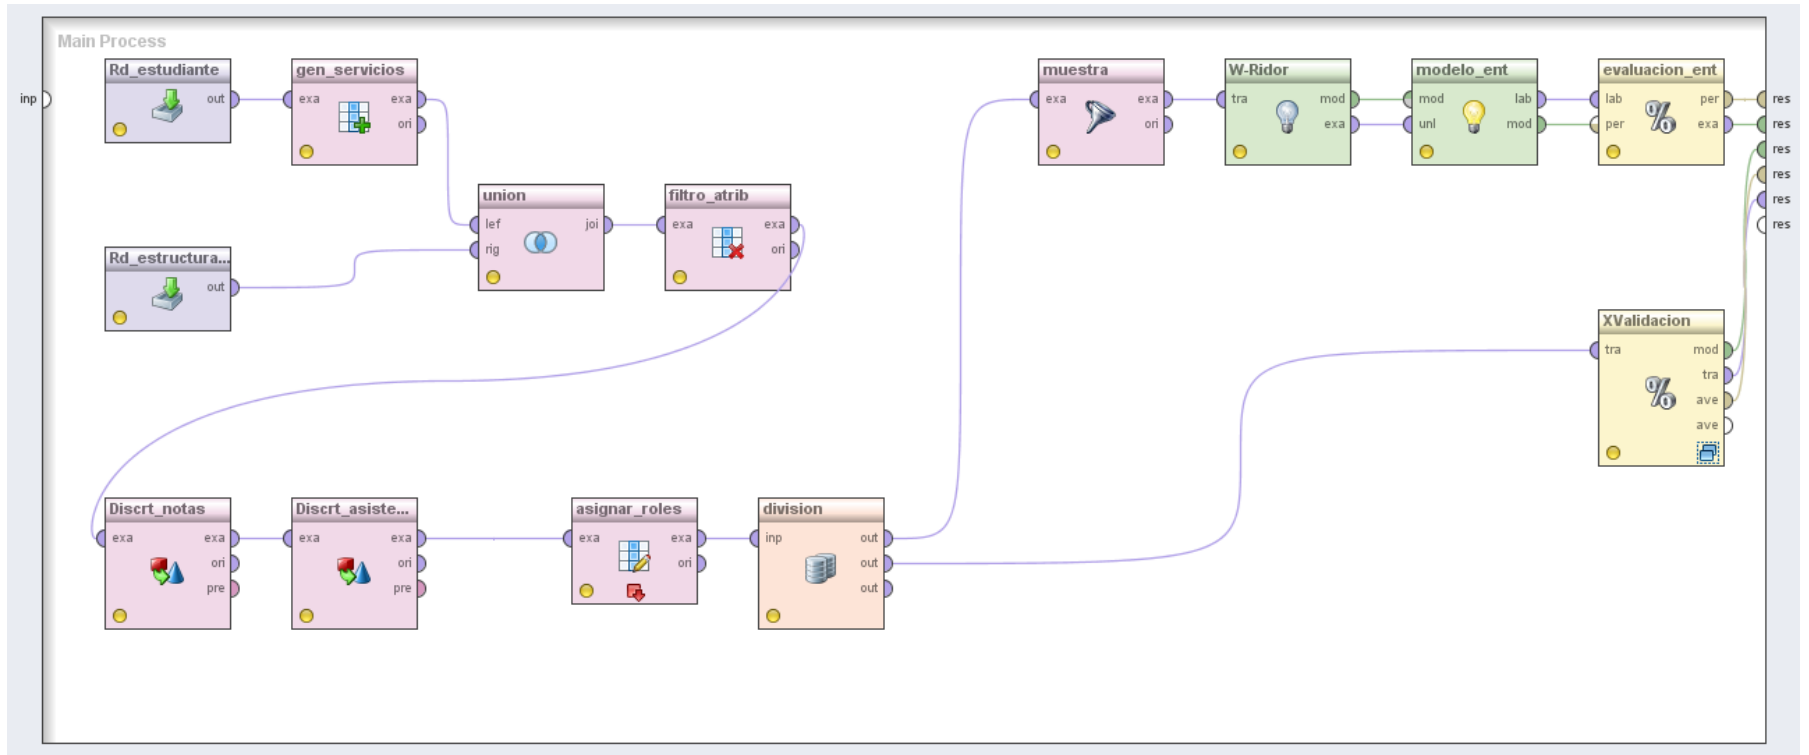 Main Process
inp
Rd_estudiante
out
gen_servicios
exa exa
ori
Rd_estructura...
out
union
lef joi
rig
filtro_atrib
exa exa
ori
muestra
exa exa
ori
W-Ridor
tra mod
exa
modelo_ent
mod lab
unl mod
evaluacion_ent
lab per
per exa
res
res
res
res
res
res
XValidacion
tra mod
tra
ave
ave
Discrt_notas
exa exa
ori
pre
Discrt_asiste...
exa exa
ori
pre
asignar_roles
exa exa
ori
division
inp out
out
out